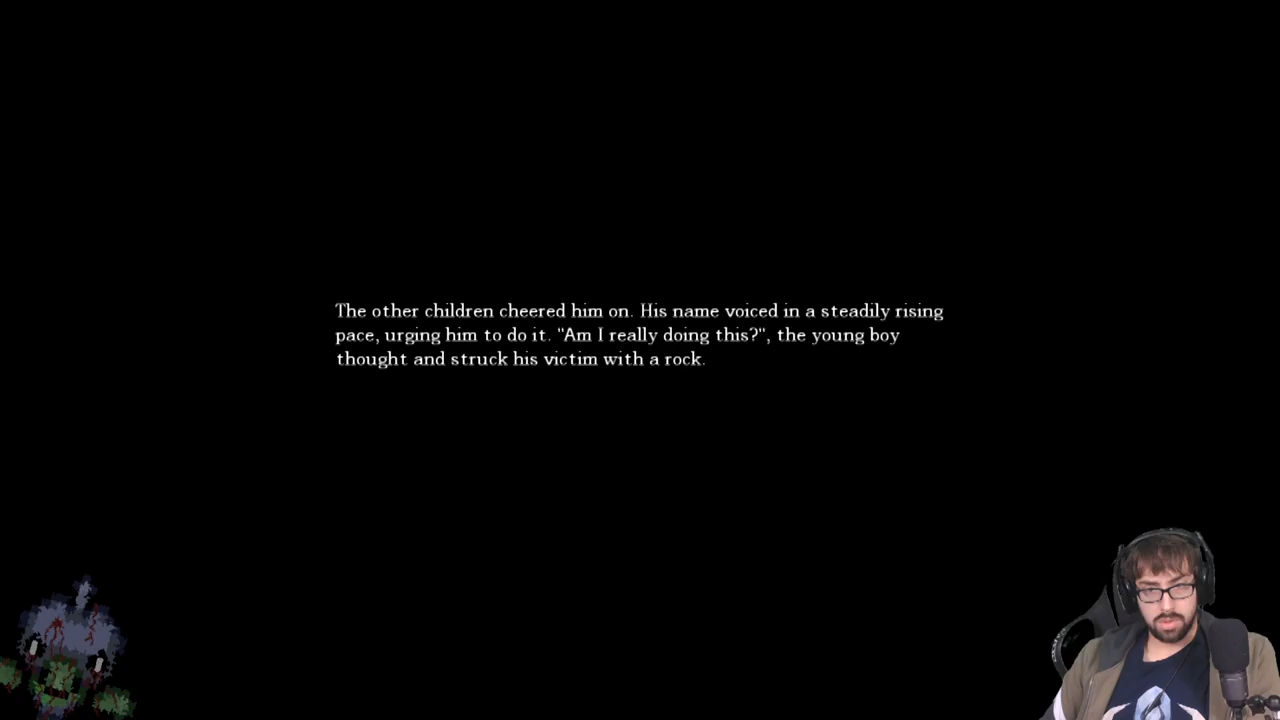 The other children cheered him on. His name voiced in a steadily rising
pace, urging him to do it. "Am I really doing this?", the young boy
thought and struck his victim with a rock.